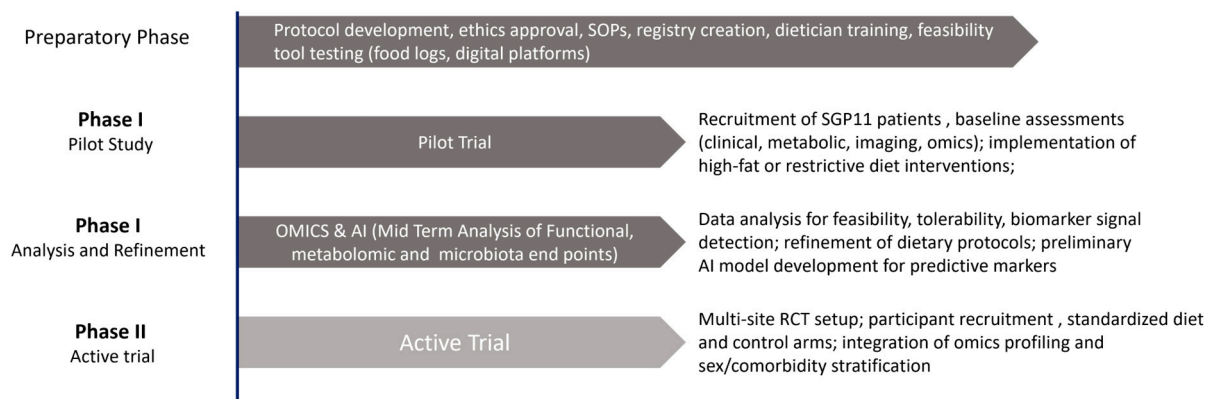 Preparatory Phase
Protocol development, ethics approval, SOPs, registry creation, dietician training, feasibility
tool testing (food logs, digital platforms)
Phase I
Pilot Study
Pilot Trial
Recruitment of SGP11 patients , baseline assessments
(clinical, metabolic, imaging, omics); implementation of
high-fat or restrictive diet interventions;
Phase I
Analysis and Refinement
OMICS & AI (Mid Term Analysis of Functional,
metabolomic and microbiota end points)
Data analysis for feasibility, tolerability, biomarker signal
detection; refinement of dietary protocols; preliminary
AI model development for predictive markers
Phase II
Active trial
Active Trial
Multi-site RCT setup; participant recruitment , standardized diet
and control arms; integration of omics profiling and
sex/comorbidity stratification